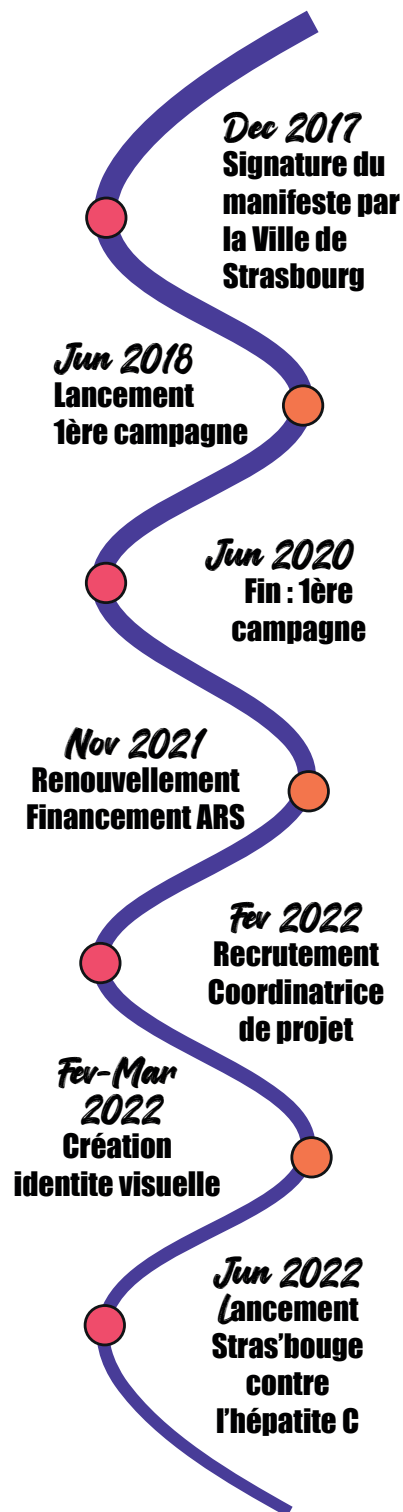 Dec 2017
Signature du
manifeste par
la Ville de
Strasbourg
Jun 2018
Lancement
1ère campagne
Jun 2020
Fin : 1ère
campagne
Nov 2021
Renouvellement
Financement ARS
Fev 2022
Recrutement
Coordinatrice
de projet
Fev-Mar
2022
Création
identite visuelle
Jun 2022
Lancement
Stras'bouge
contre
l'hépatite C